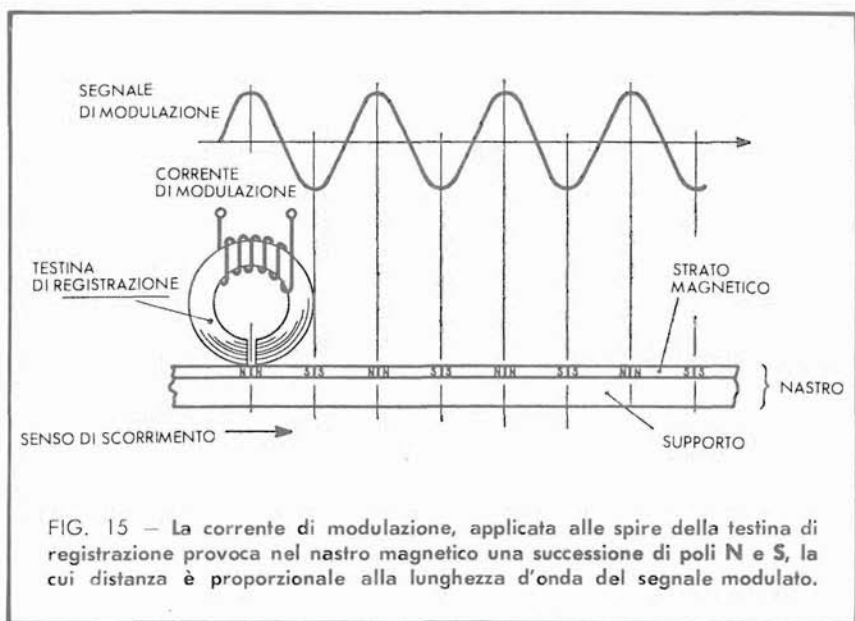 SEGNALE
DI MODULAZIONE
CORRENTE
DI MODULAZIONE
TESTINA
DI REGISTRAZIONE
STRATO
MAGNETICO
N|N S|S N|N S|S N|N S|S N|N S|S
NASTRO
SENSO DI SCORRIMENTO
SUPPORTO
FIG. 15 — La corrente di modulazione, applicata alle spire della testina di
registrazione provoca nel nastro magnetico una successione di poli N e S, la
cui distanza è proporzionale alla lunghezza d'onda del segnale modulato.